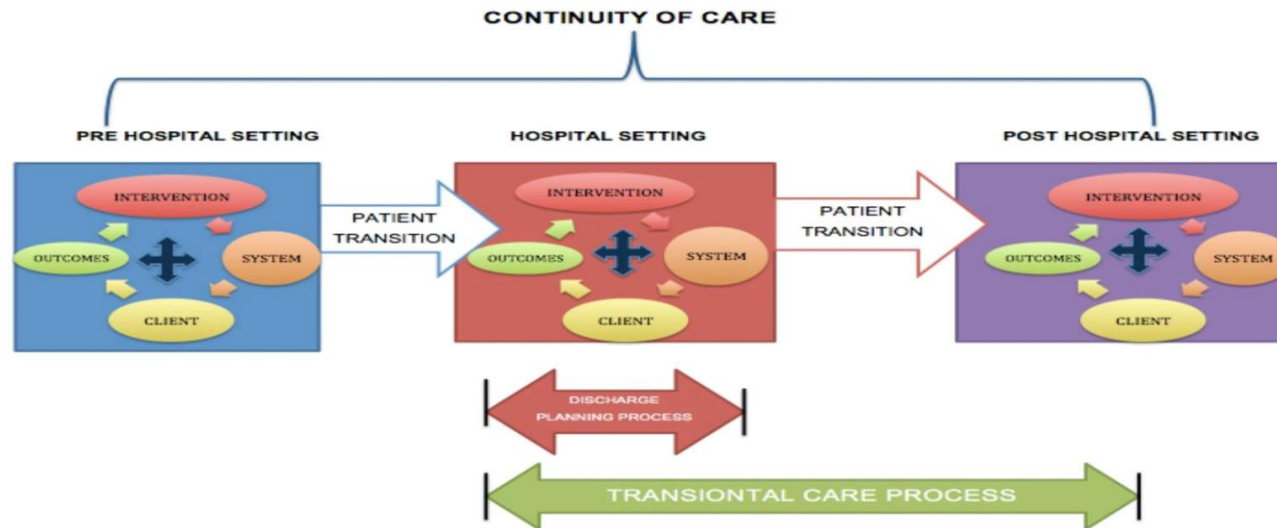 CONTINUITY OF CARE
PRE HOSPITAL SETTING
HOSPITAL SETTING
POST HOSPITAL SETTING
INTERVENTION
OUTCOMES
SYSTEM
CLIENT
PATIENT
TRANSITION
INTERVENTION
OUTCOMES
SYSTEM
CLIENT
PATIENT
TRANSITION
INTERVENTION
OUTCOMES
SYSTEM
CLIENT
DISCHARGE
PLANNING PROCESS
TRANSIONTAL CARE PROCESS